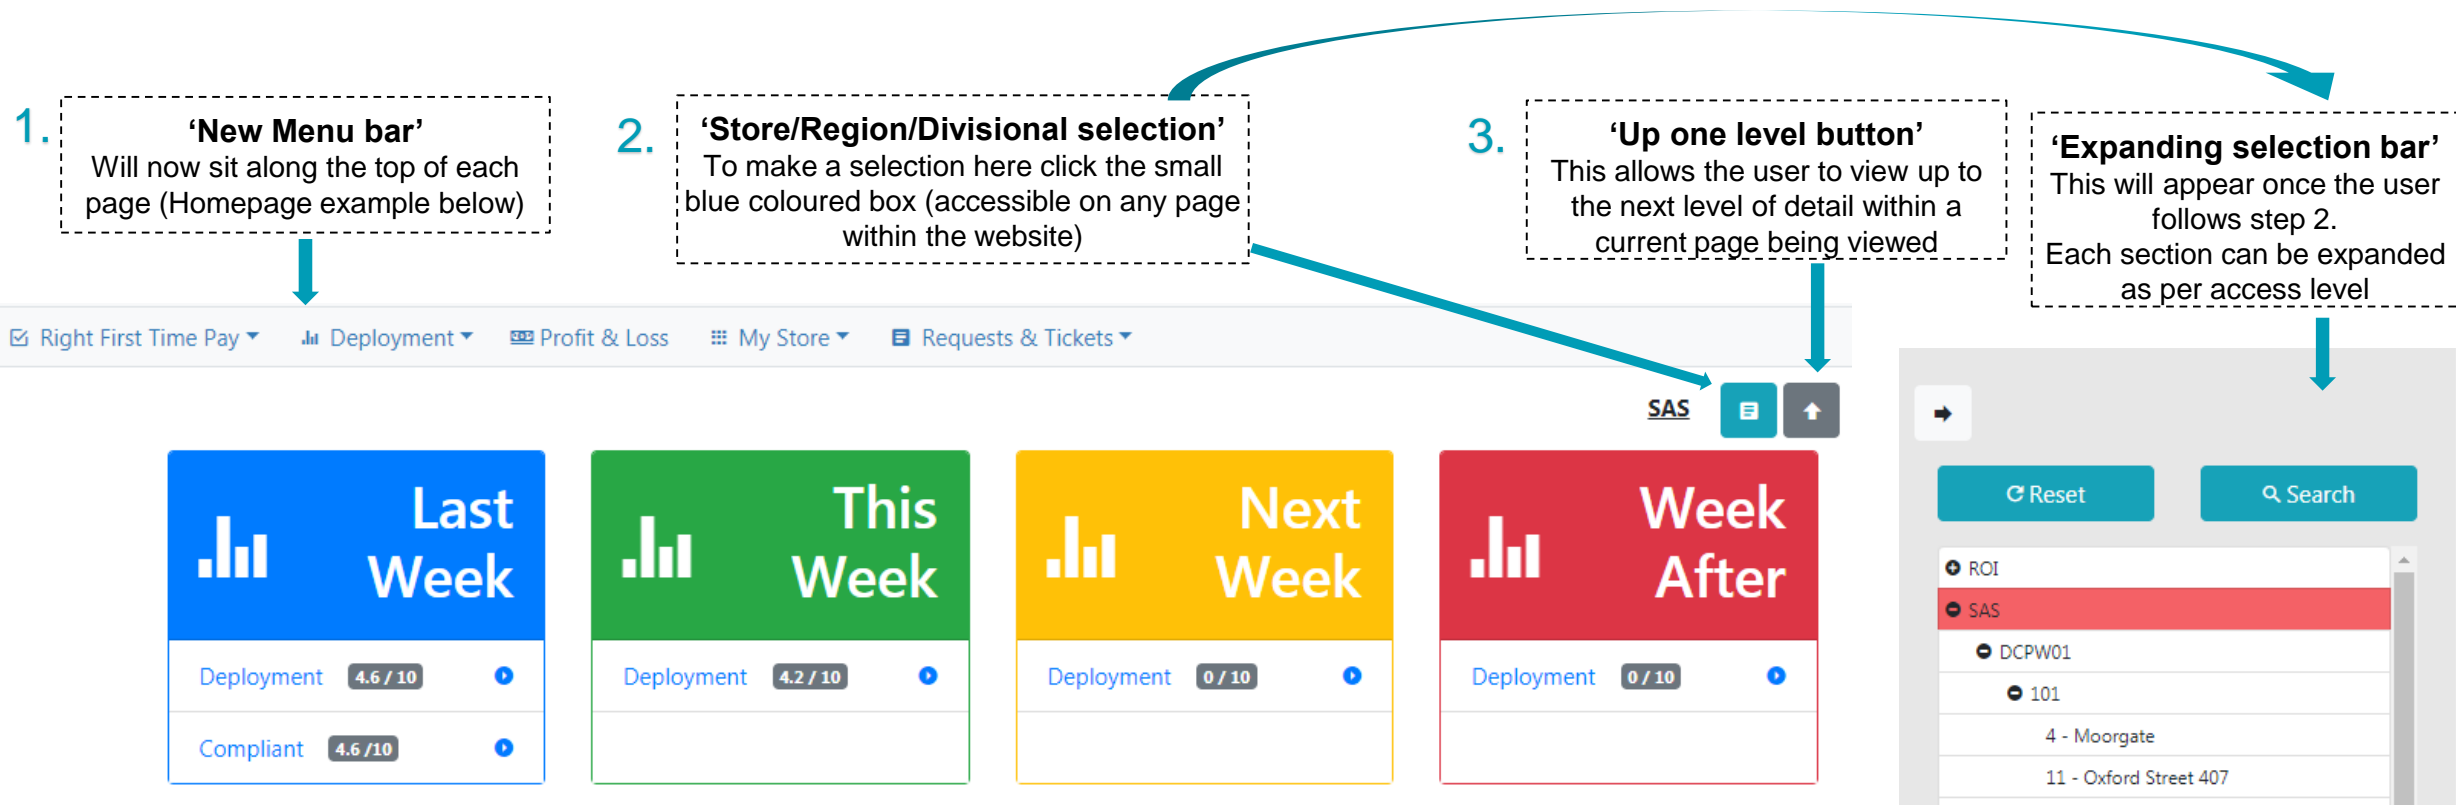 1.
‘New Menu bar’
Will now sit along the top of each
page (Homepage example below)
2.
‘Store/Region/Divisional selection’
To make a selection here click the small
blue coloured box (accessible on any page
within the website)
3.
‘Up one level button’
This allows the user to view up to
the next level of detail within a
current page being viewed
‘Expanding selection bar’
This will appear once the user
follows step 2.
Each section can be expanded
as per access level
Right First Time Pay Deployment Profit & Loss My Store Requests & Tickets
SAS
Last
Week
Deployment 4.6 / 10
Compliant 4.6 /10
This
Week
Deployment 4.2 / 10
Next
Week
Deployment 0 / 10
Week
After
Deployment 0 / 10
Reset Search
ROI
SAS
DCPW01
101
4 - Moorgate
11 - Oxford Street 407